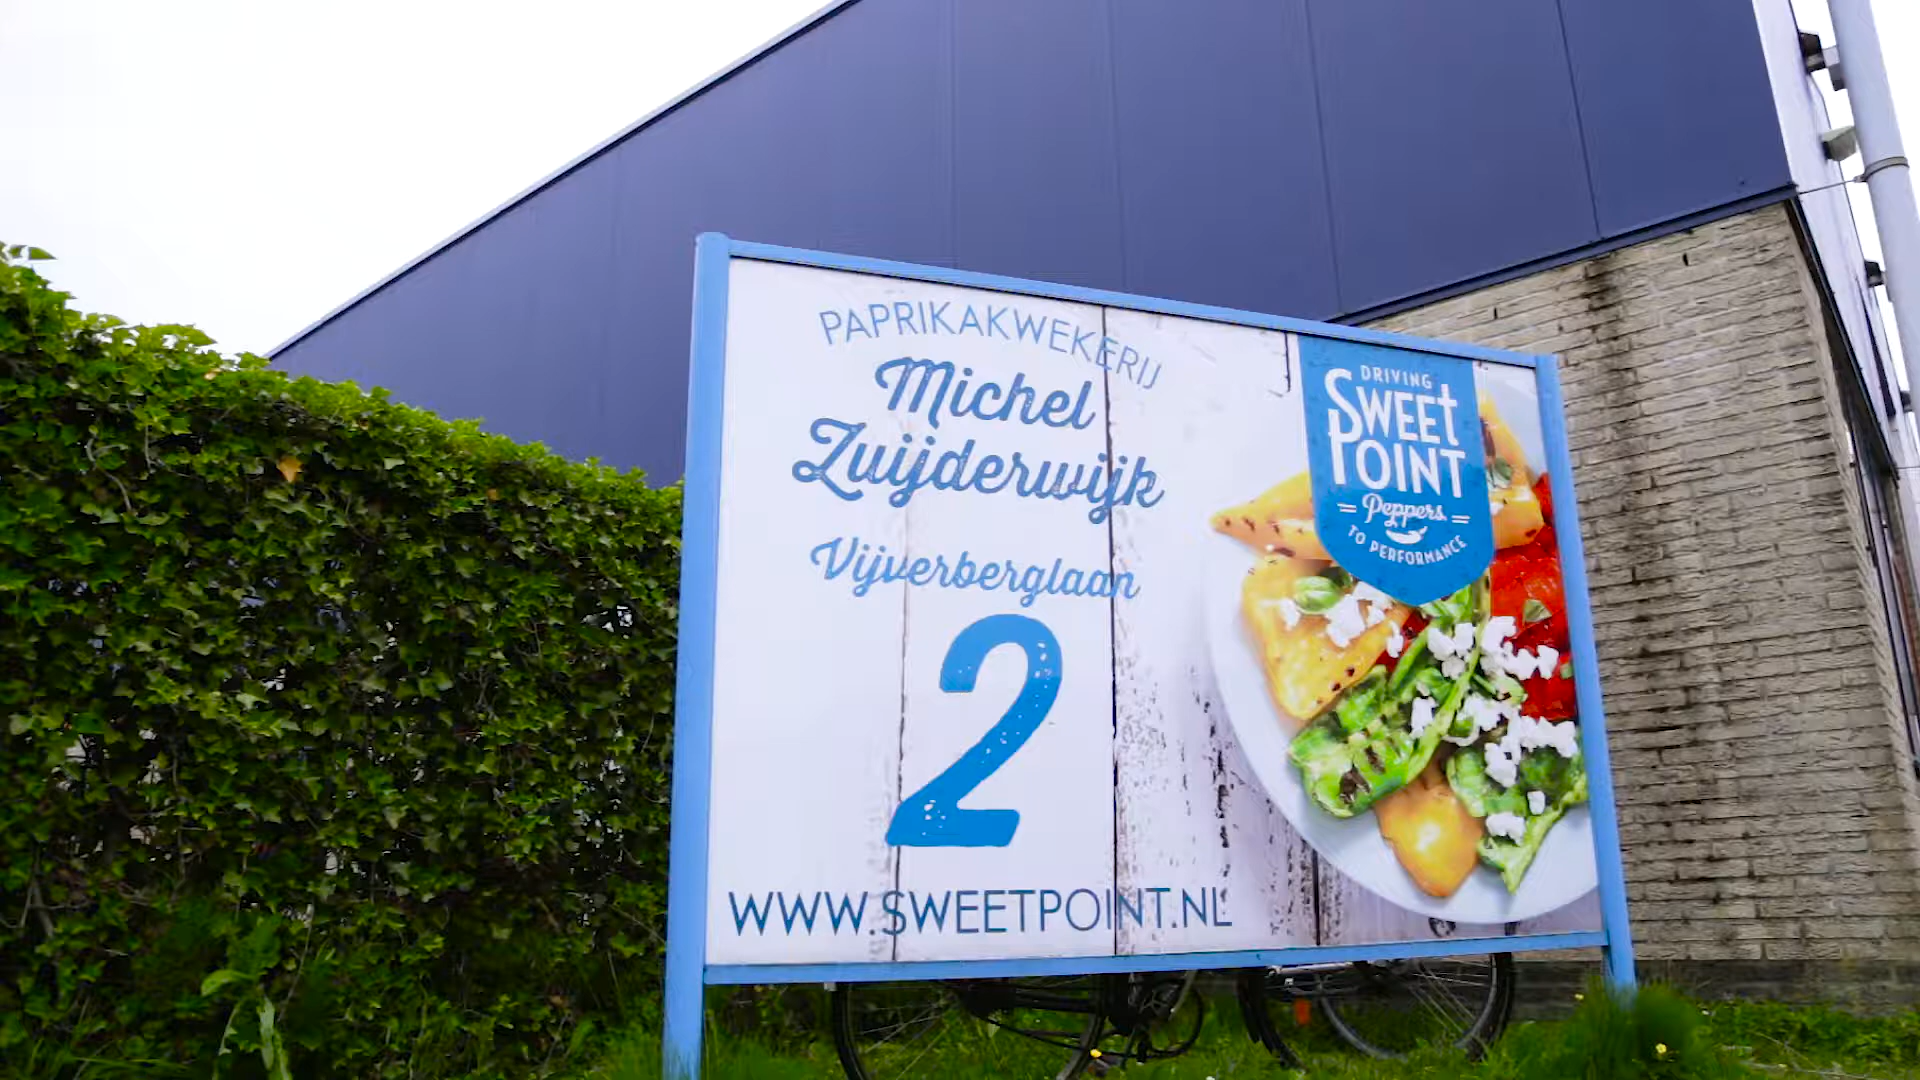 PAPRIKAKWEKERIJ
Michel
Zuijderwijk
Vijverberglaan
2
WWW.SWEETPOINT.NL
DRIVING
SWEET
POINT
Peppers
TO PERFORMANCE